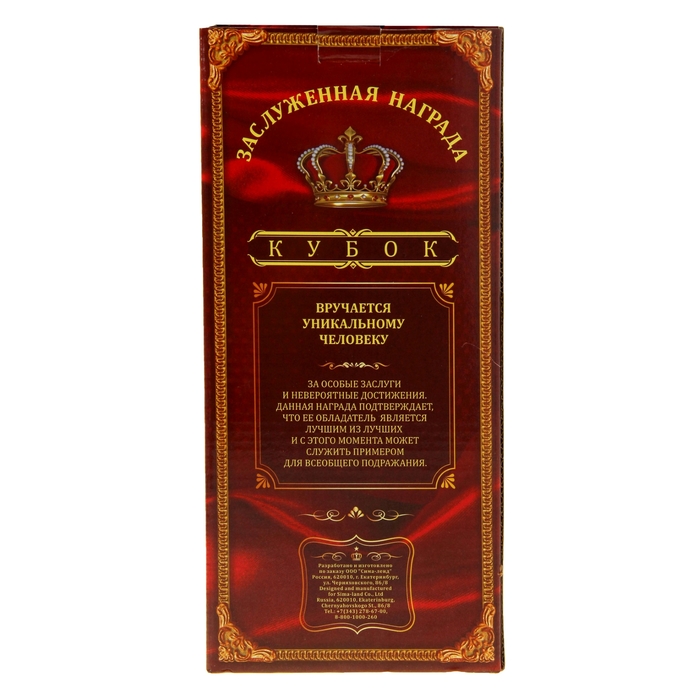 ЗАСЛУЖЕННАЯ НАГРАДА
КУБОК
ВРУЧАЕТСЯ
УНИКАЛЬНОМУ
ЧЕЛОВЕКУ
ЗА ОСОБЫЕ ЗАСЛУГИ
И НЕВЕРОЯТНЫЕ ДОСТИЖЕНИЯ.
ДАННАЯ НАГРАДА ПОДТВЕРЖДАЕТ,
ЧТО ЕЕ ОБЛАДАТЕЛЬ ЯВЛЯЕТСЯ
ЛУЧШИМ ИЗ ЛУЧШИХ
И С ЭТОГО МОМЕНТА МОЖЕТ
СЛУЖИТЬ ПРИМЕРОМ
ДЛЯ ВСЕОБЩЕГО ПОДРАЖАНИЯ.
Разработано и изготовлено
по заказу ООО "Сима-ленд"
Россия, 620010, г. Екатеринбург,
ул. Черняховского, 86/8
Designed and manufactured
for Sima-land Co., Ltd
Russia, 620010, Ekaterinburg,
Chernyahovskogo St., 86/8
Tel.: +7(343) 278-67-00,
8-800-1000-260